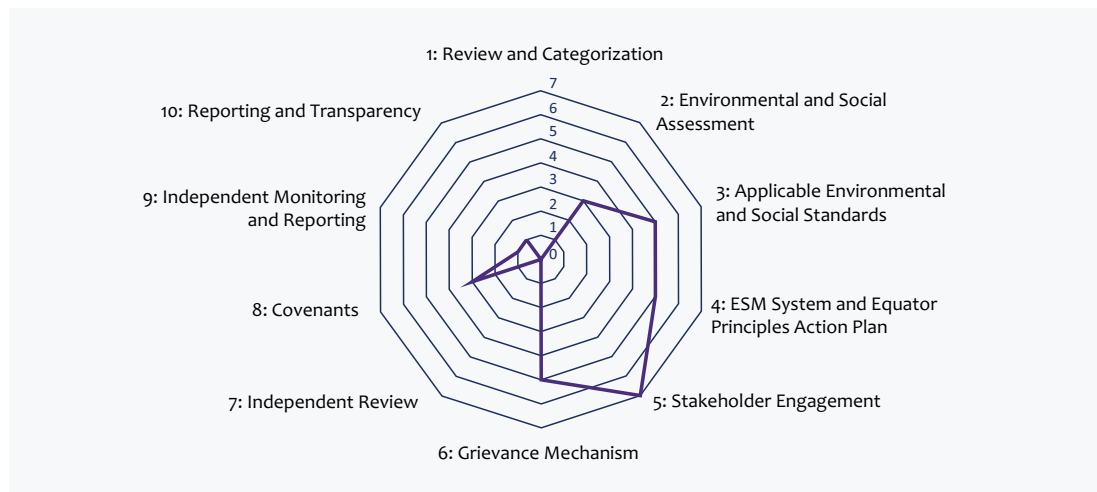 1: Review and Categorization
7
6
5
4
3
2
1
0
2: Environmental and Social
Assessment
3: Applicable Environmental
and Social Standards
4: ESM System and Equator
Principles Action Plan
5: Stakeholder Engagement
6: Grievance Mechanism
7: Independent Review
8: Covenants
9: Independent Monitoring
and Reporting
10: Reporting and Transparency